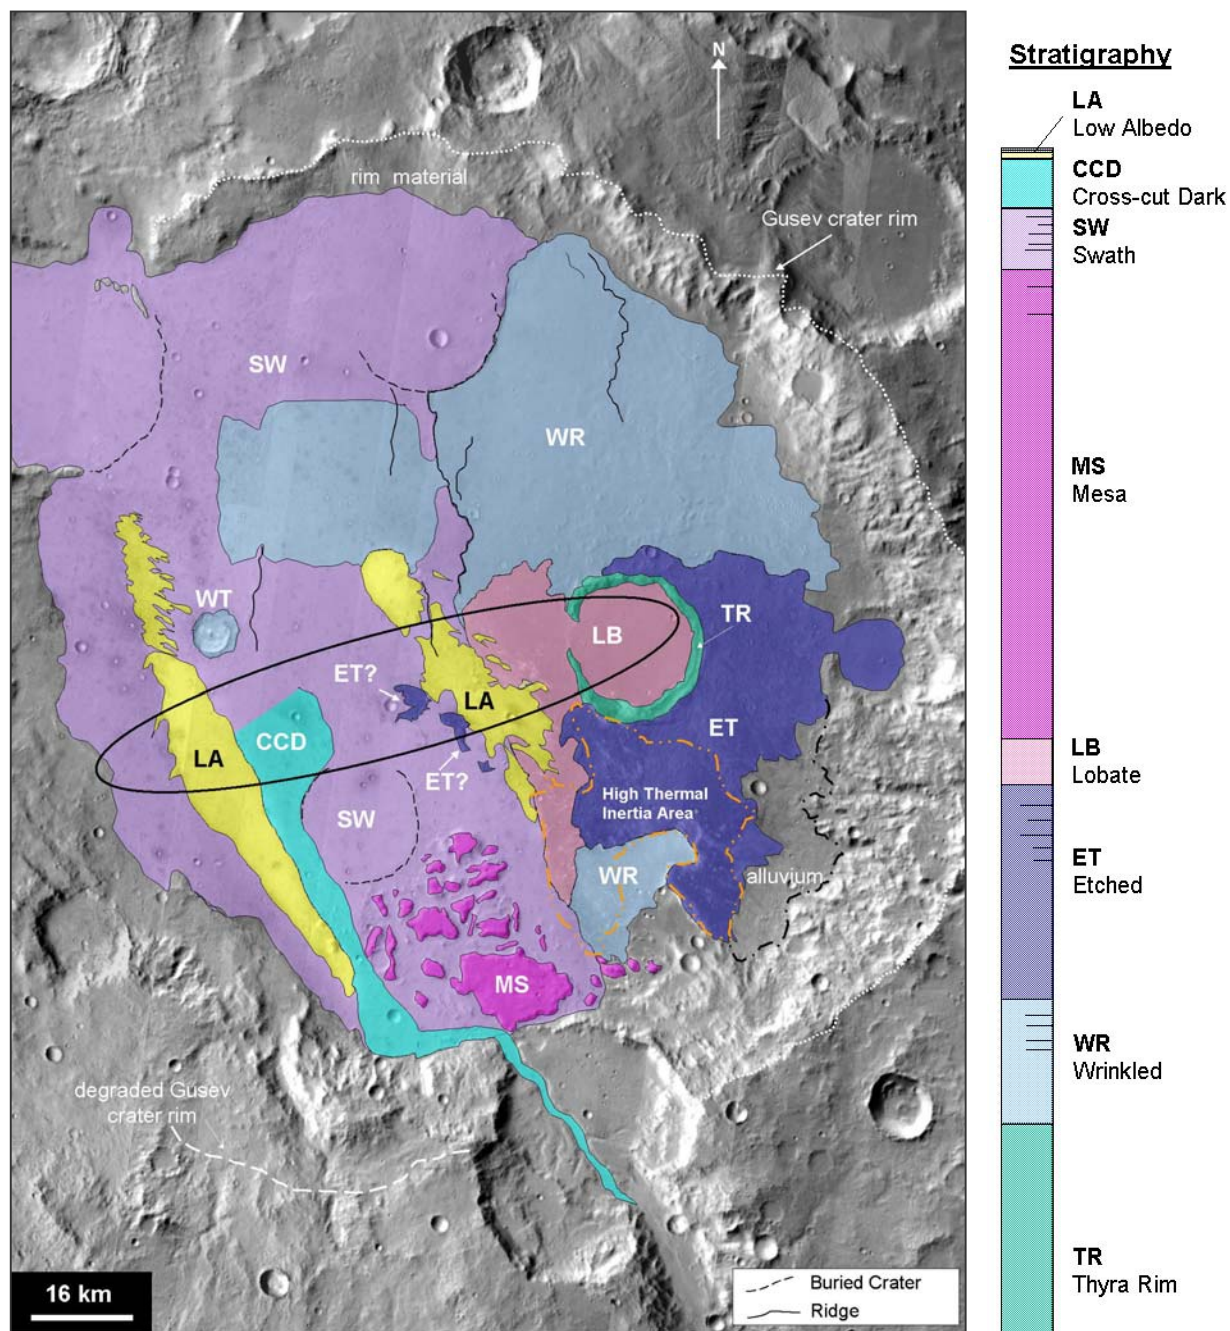 N
rim material
Gusev crater rim
SW
WR
WT
LB
TR
ET?
LA
ET
LA
CCD
ET?
High Thermal
Inertia Area
SW
WR
alluvium
MS
degraded Gusev
crater rim
16 km
Buried Crater
Ridge
Stratigraphy
LA
Low Albedo
CCD
Cross-cut Dark
SW
Swath
MS
Mesa
LB
Lobate
ET
Etched
WR
Wrinkled
TR
Thyra Rim